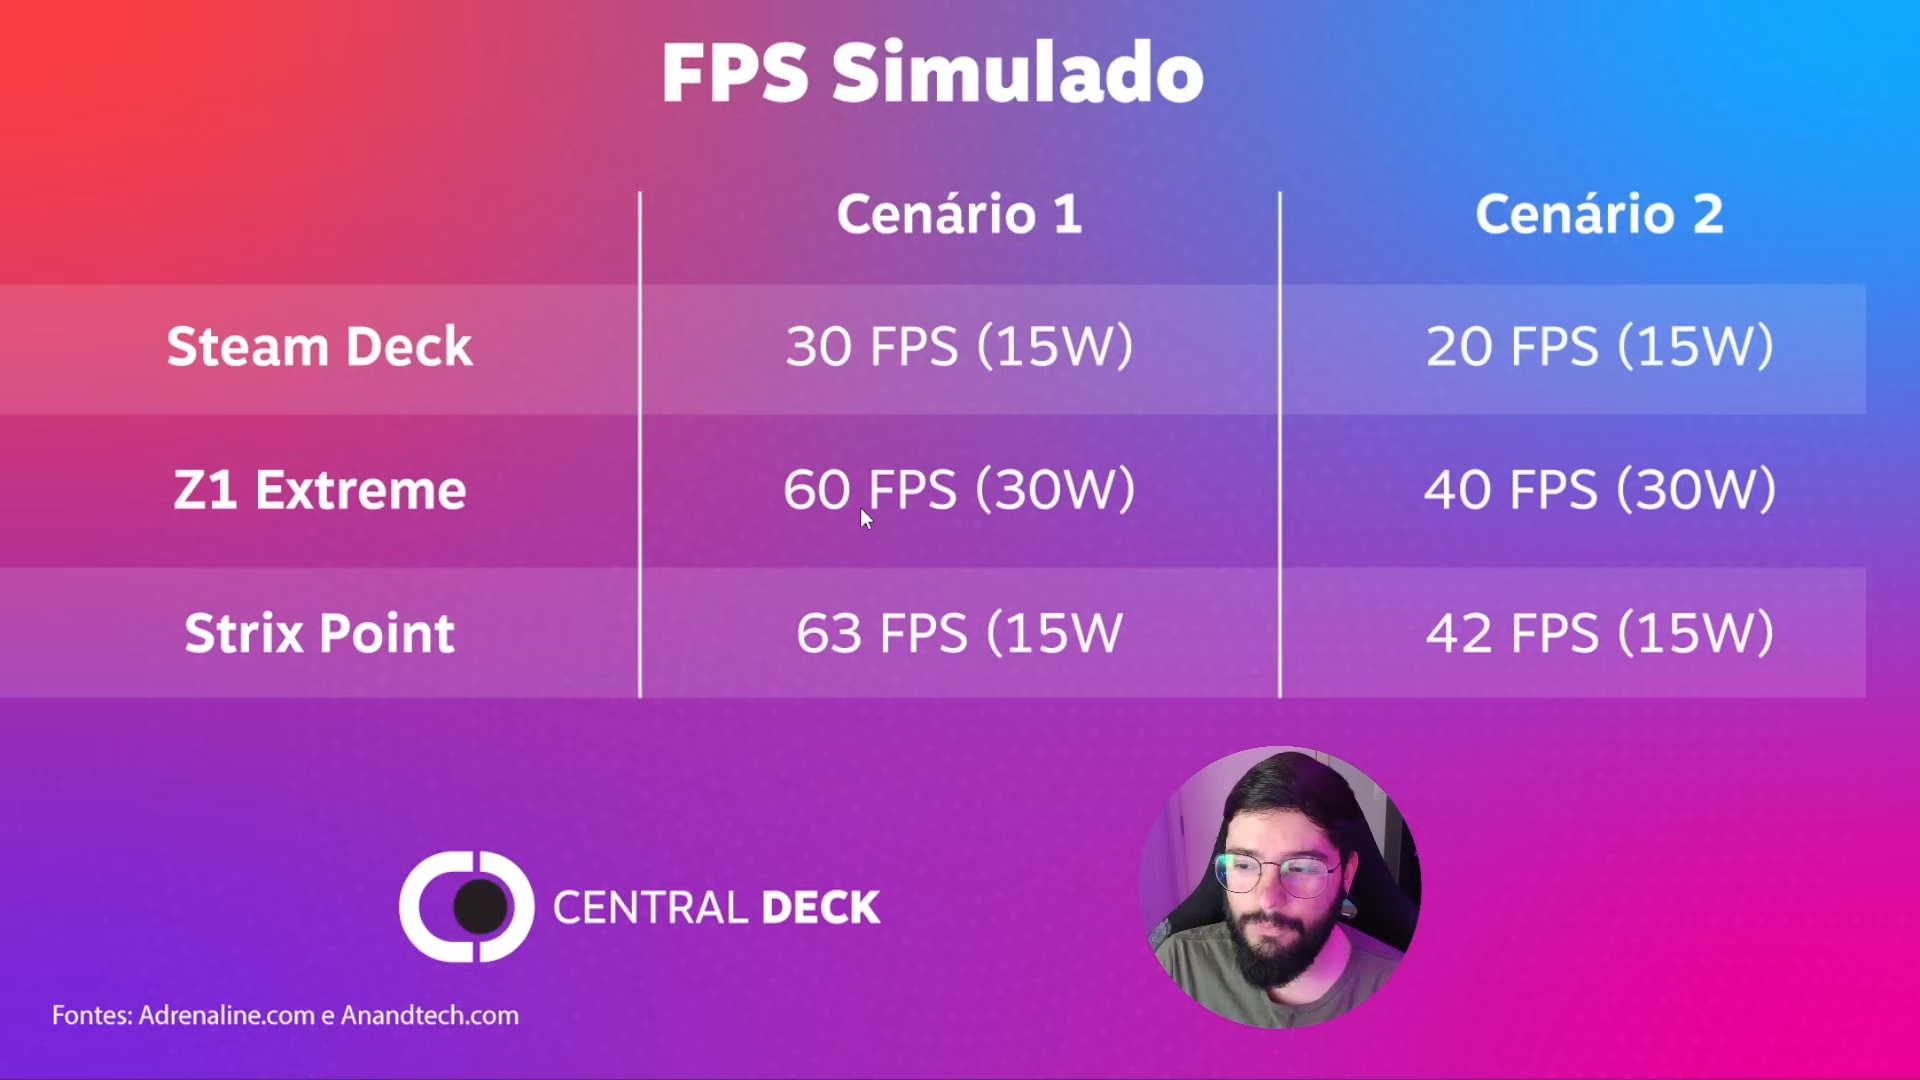 FPS Simulado
Cenário 1 Cenário 2
Steam Deck 30 FPS (15W) 20 FPS (15W)
Z1 Extreme 60 FPS (30W) 40 FPS (30W)
Strix Point 63 FPS (15W 42 FPS (15W)
CENTRAL DECK
Fontes: Adrenaline.com e Anandtech.com